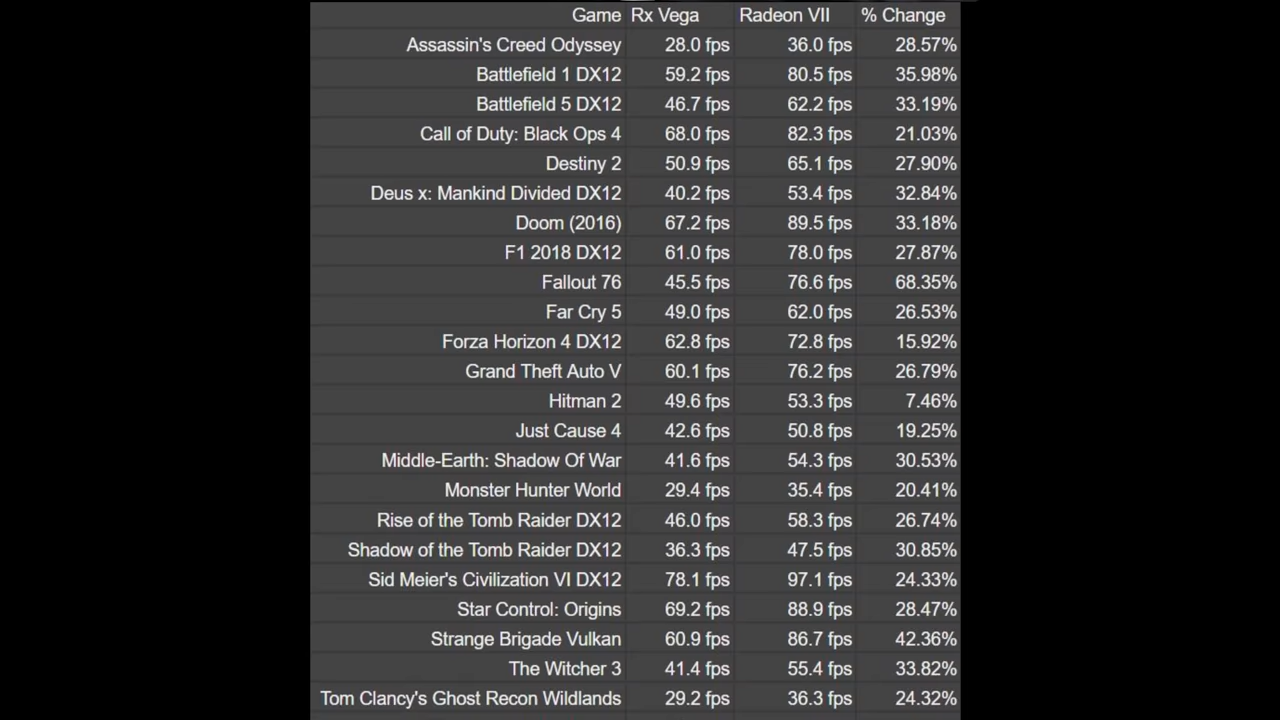 Game Rx Vega Radeon VII % Change
Assassin's Creed Odyssey 28.0 fps 36.0 fps 28.57%
Battlefield 1 DX12 59.2 fps 80.5 fps 35.98%
Battlefield 5 DX12 46.7 fps 62.2 fps 33.19%
Call of Duty: Black Ops 4 68.0 fps 82.3 fps 21.03%
Destiny 2 50.9 fps 65.1 fps 27.90%
Deus x: Mankind Divided DX12 40.2 fps 53.4 fps 32.84%
Doom (2016) 67.2 fps 89.5 fps 33.18%
F1 2018 DX12 61.0 fps 78.0 fps 27.87%
Fallout 76 45.5 fps 76.6 fps 68.35%
Far Cry 5 49.0 fps 62.0 fps 26.53%
Forza Horizon 4 DX12 62.8 fps 72.8 fps 15.92%
Grand Theft Auto V 60.1 fps 76.2 fps 26.79%
Hitman 2 49.6 fps 53.3 fps 7.46%
Just Cause 4 42.6 fps 50.8 fps 19.25%
Middle-Earth: Shadow Of War 41.6 fps 54.3 fps 30.53%
Monster Hunter World 29.4 fps 35.4 fps 20.41%
Rise of the Tomb Raider DX12 46.0 fps 58.3 fps 26.74%
Shadow of the Tomb Raider DX12 36.3 fps 47.5 fps 30.85%
Sid Meier's Civilization VI DX12 78.1 fps 97.1 fps 24.33%
Star Control: Origins 69.2 fps 88.9 fps 28.47%
Strange Brigade Vulkan 60.9 fps 86.7 fps 42.36%
The Witcher 3 41.4 fps 55.4 fps 33.82%
Tom Clancy's Ghost Recon Wildlands 29.2 fps 36.3 fps 24.32%